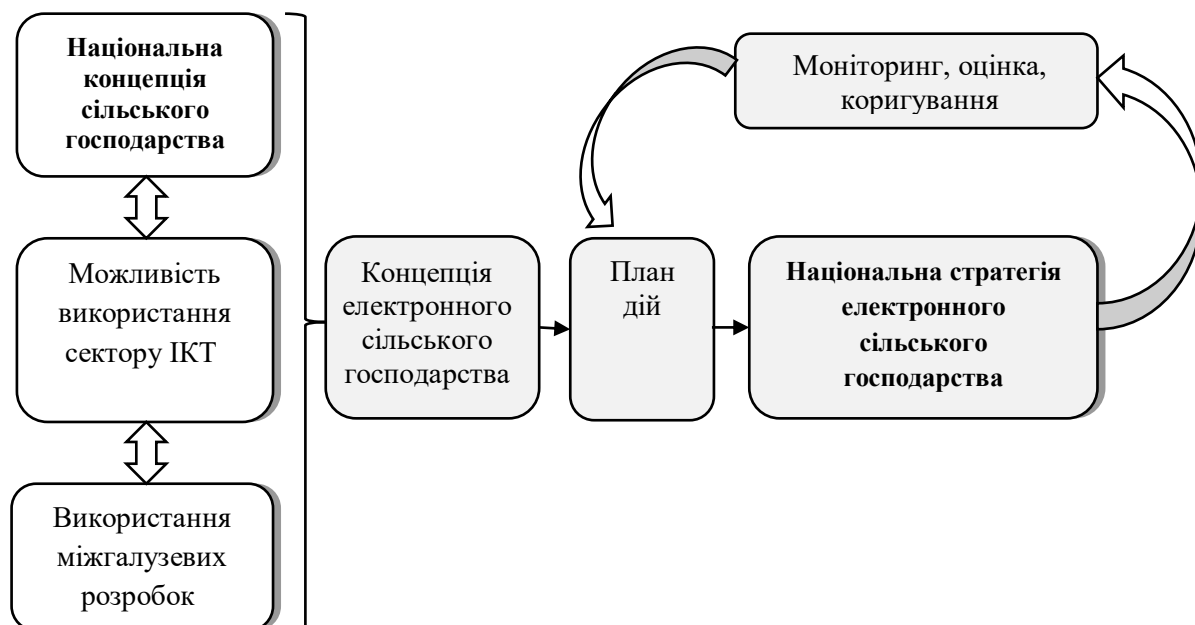 Національна
концепція
сільського
господарства
Можливість
використання
сектору ІКТ
Використання
міжгалузевих
розробок
Концепція
електронного
сільського
господарства
План
дій
Національна стратегія
електронного
сільського
господарства
Моніторинг, оцінка,
коригування